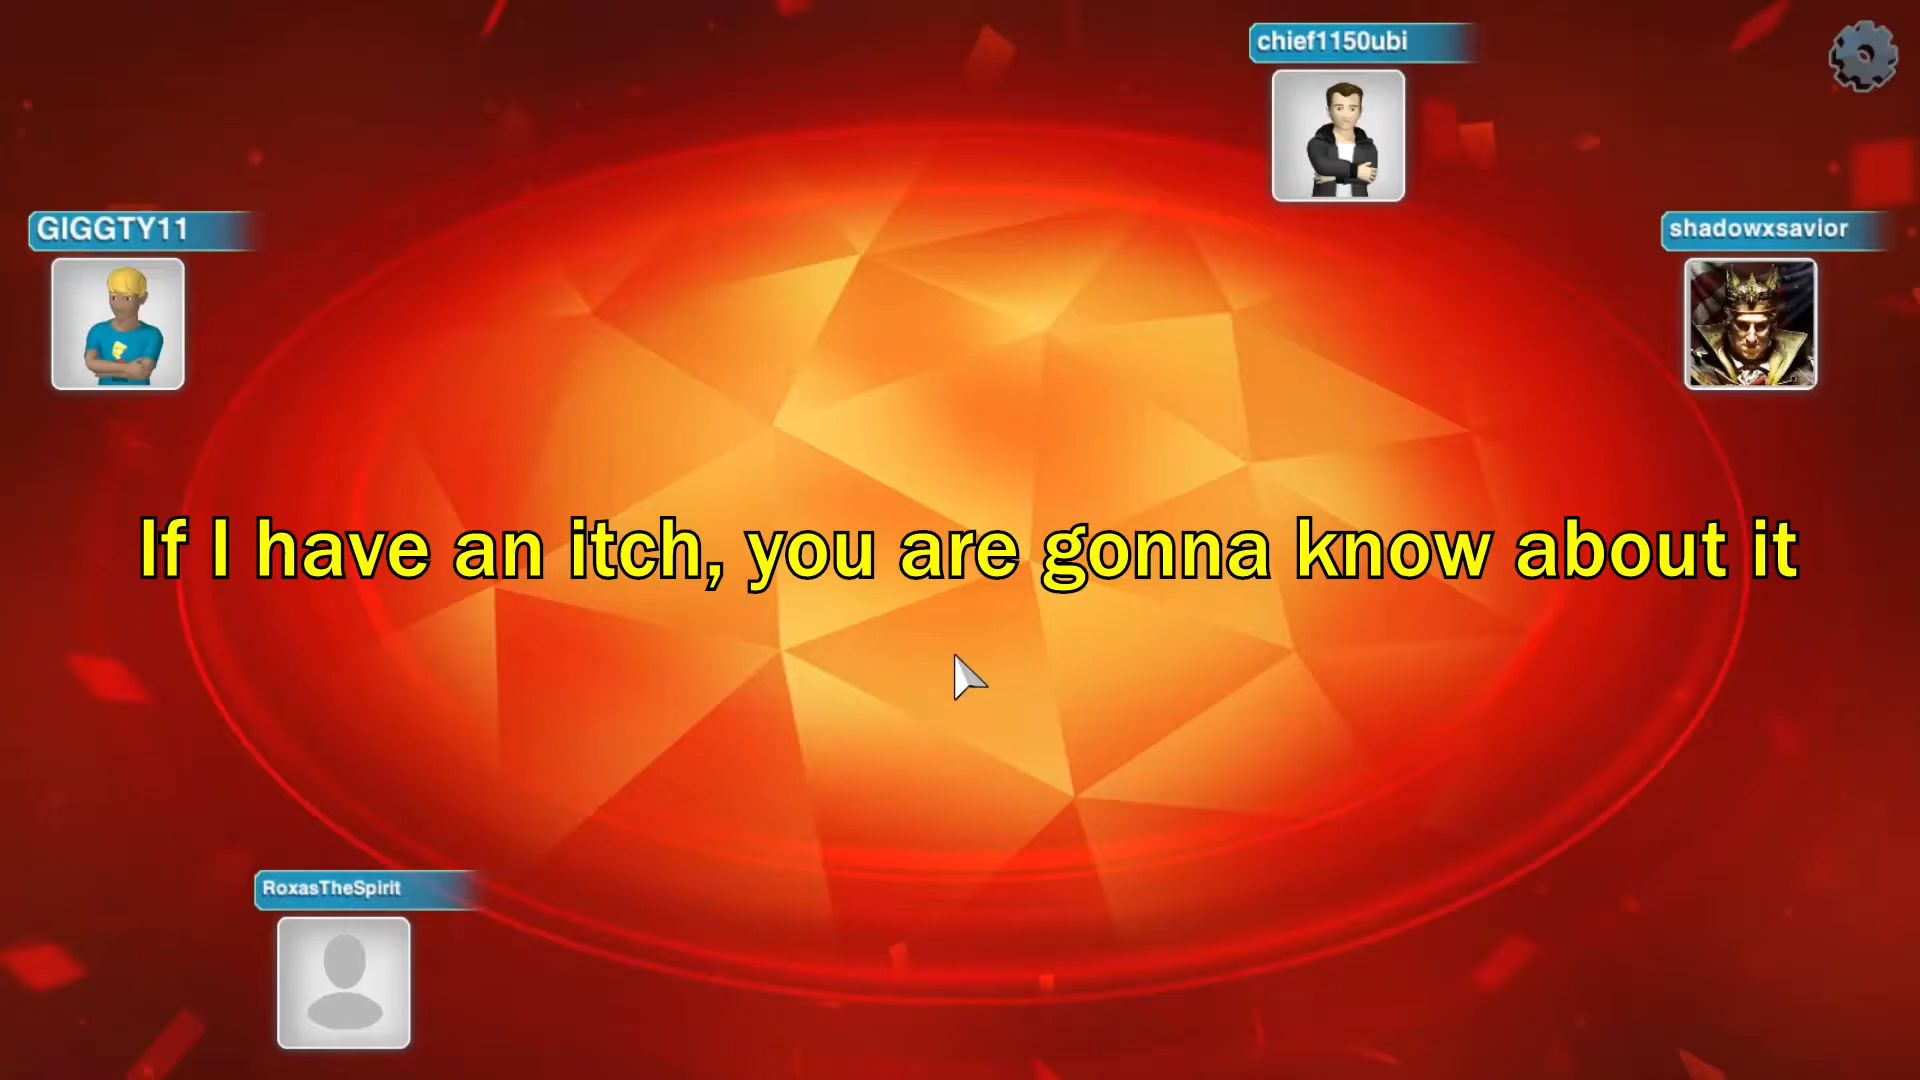 chief1150ubi
GIGGTY11
shadowxsavior
If I have an itch, you are gonna know about it
RoxasTheSpirit